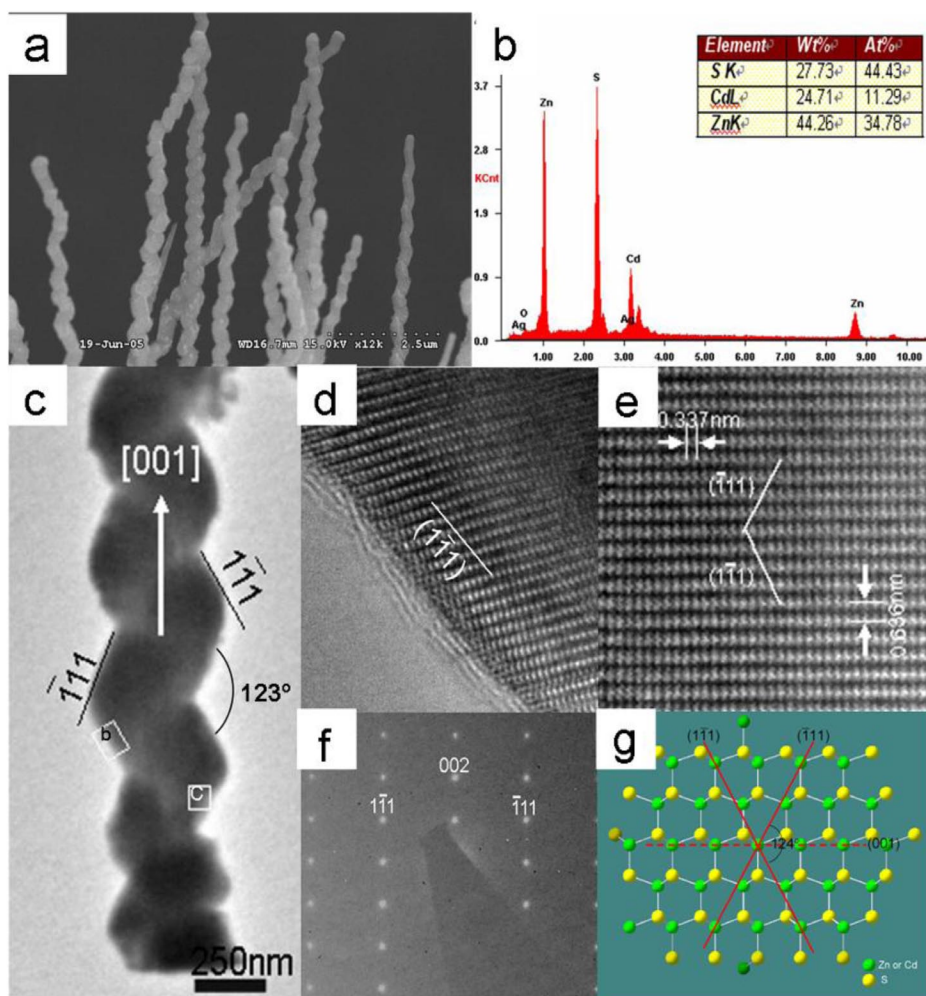 a
19-Jun-05 WD16.7mm 15.0kV x12k 2.5um
b
Element Wt% At%
S K 27.73 44.43
CdL 24.71 11.29
ZnK 44.26 34.78
3.7
2.8
KCnt
1.9
0.9
0.0
Zn
S
Cd
O
Ag
Ag
Zn
1.00 2.00 3.00 4.00 5.00 6.00 7.00 8.00 9.00 10.00
c
[001]
11̄1
1̄11
123°
b
C
250nm
d
(11̄1)
e
0.337nm
(1̄11)
(11̄1)
0.636nm
f
002
11̄1
1̄11
g
(11̄1)
(1̄11)
124°
(001)
Zn or Cd
S